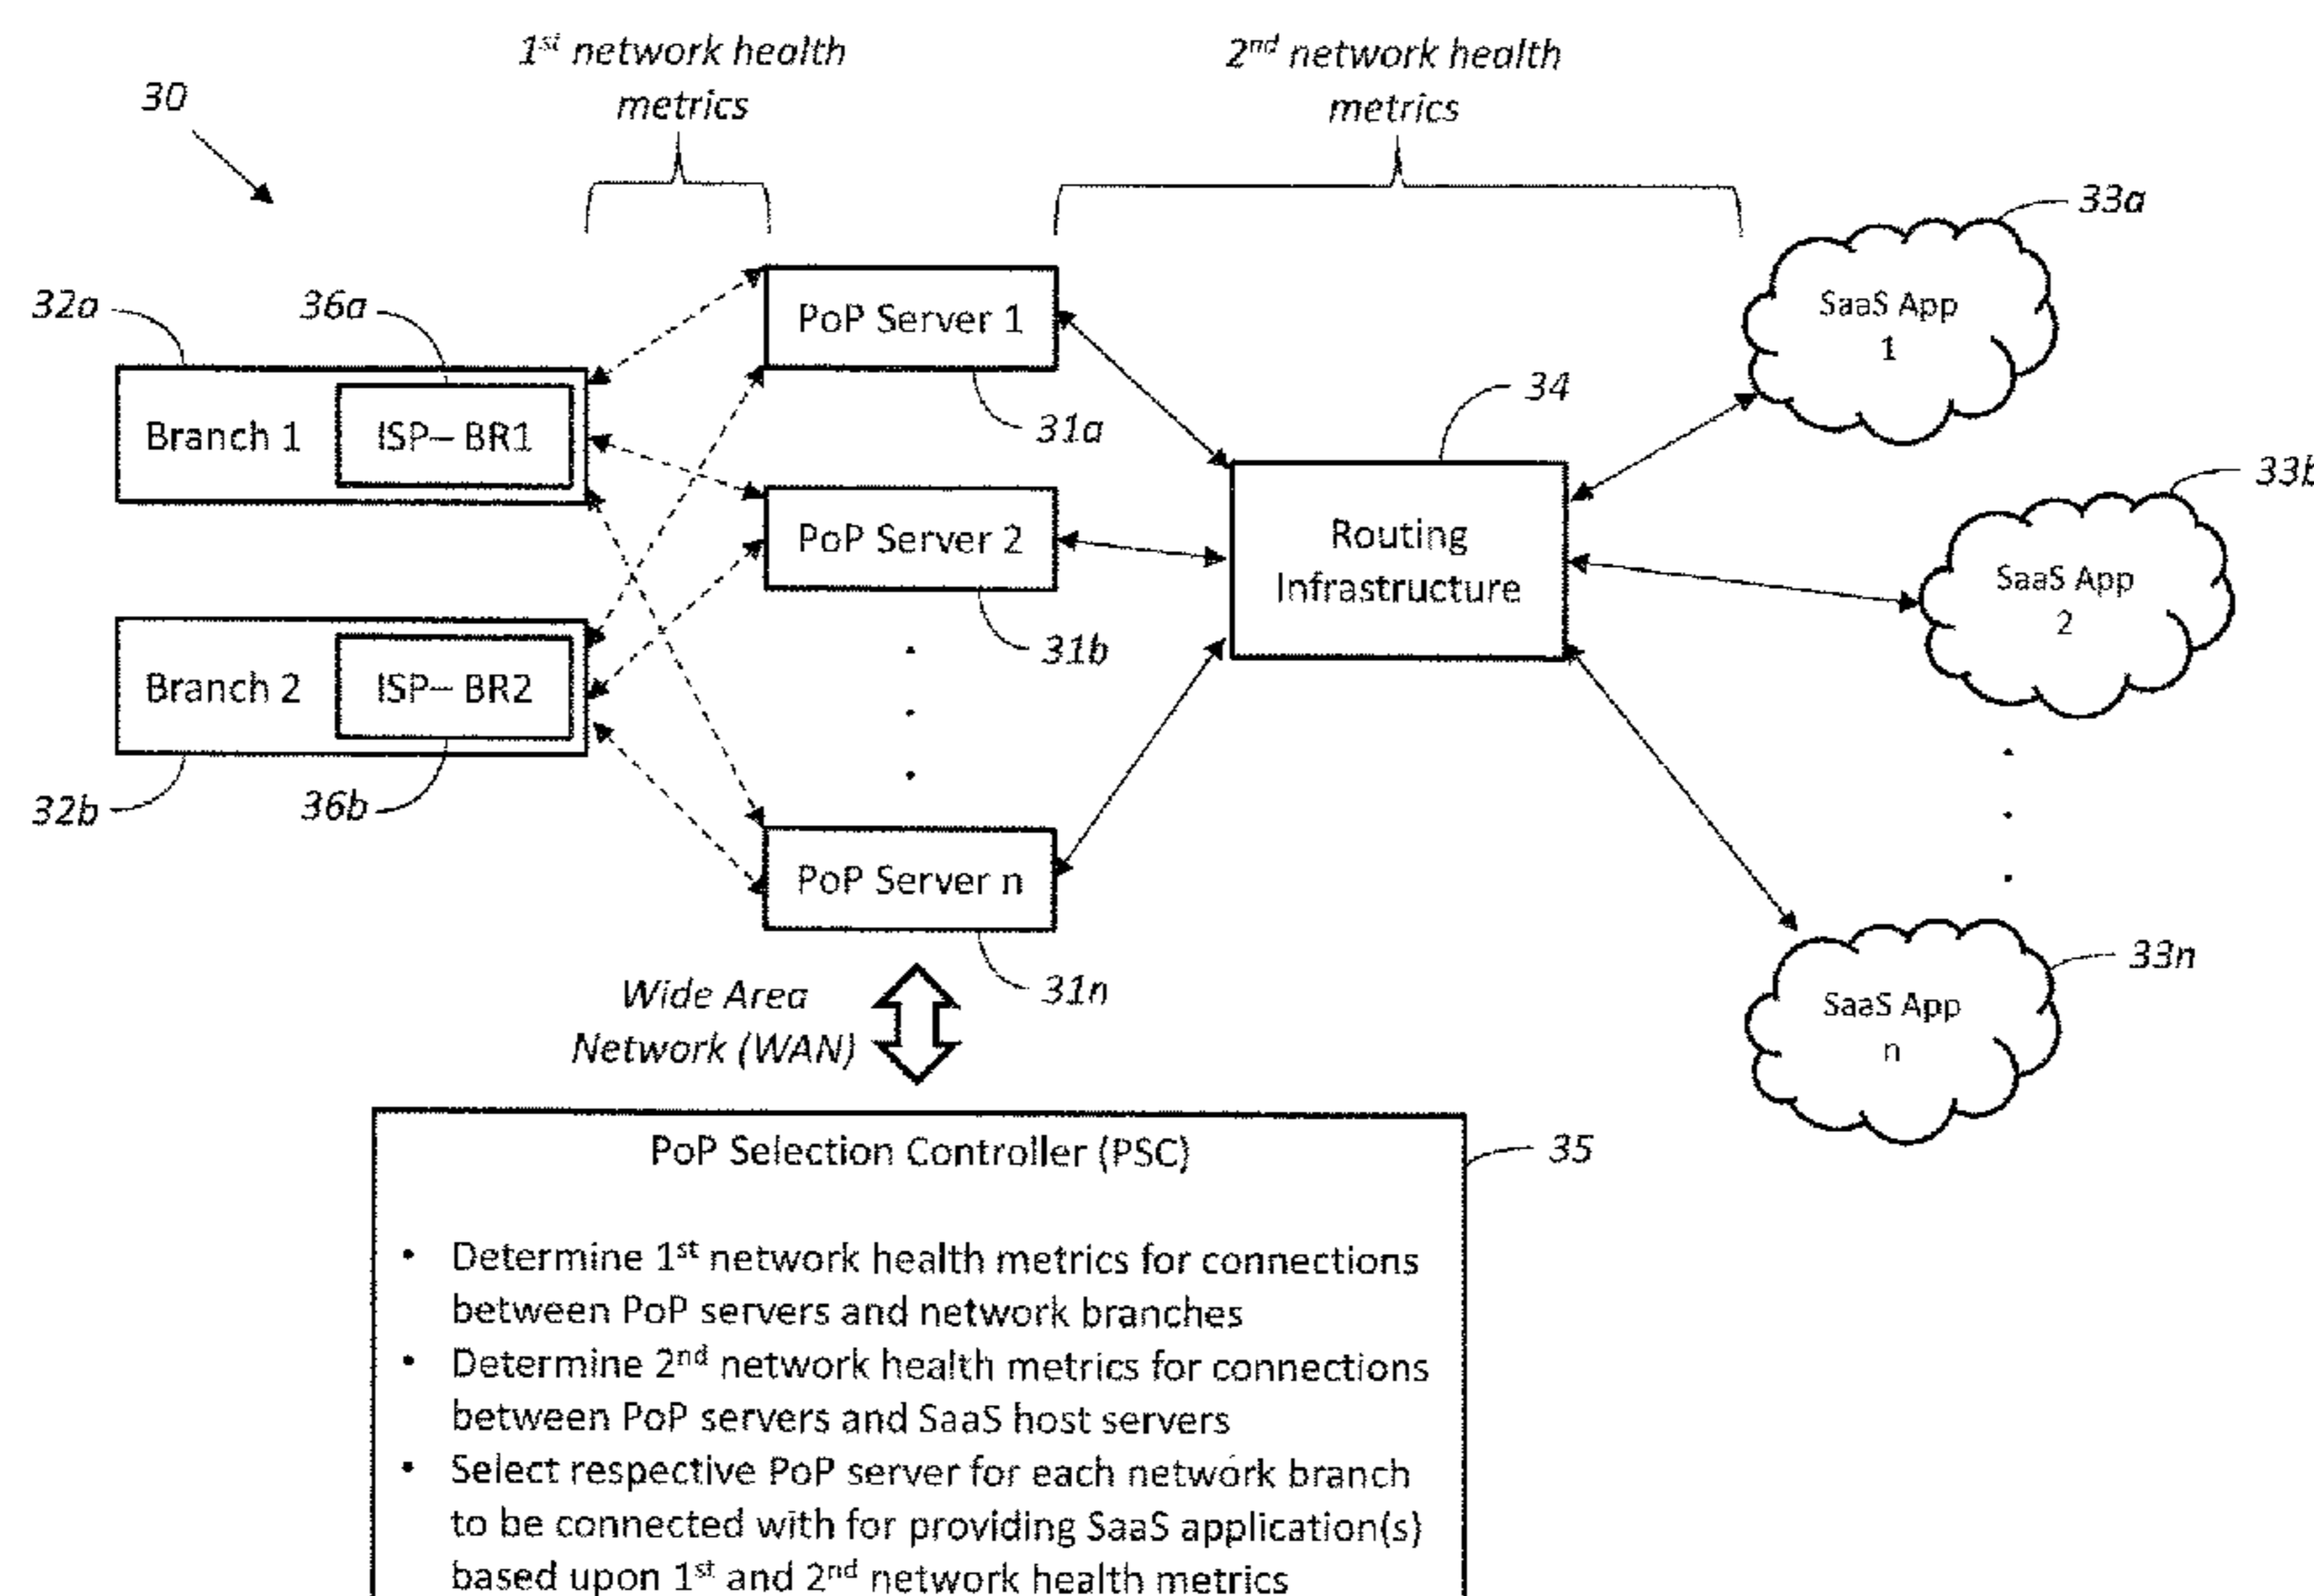 1st network health
metrics
2nd network health
metrics
30
33a
SaaS App
1
32a
36a
PoP Server 1
34
31a
Branch 1
ISP– BR1
33b
SaaS App
2
Routing
Infrastructure
PoP Server 2
31b
Branch 2
ISP– BR2
32b
36b
PoP Server n
31n
33n
SaaS App
n
Wide Area
Network (WAN)
PoP Selection Controller (PSC)
35
• Determine 1st network health metrics for connections
between PoP servers and network branches
• Determine 2nd network health metrics for connections
between PoP servers and SaaS host servers
• Select respective PoP server for each network branch
to be connected with for providing SaaS application(s)
based upon 1st and 2nd network health metrics